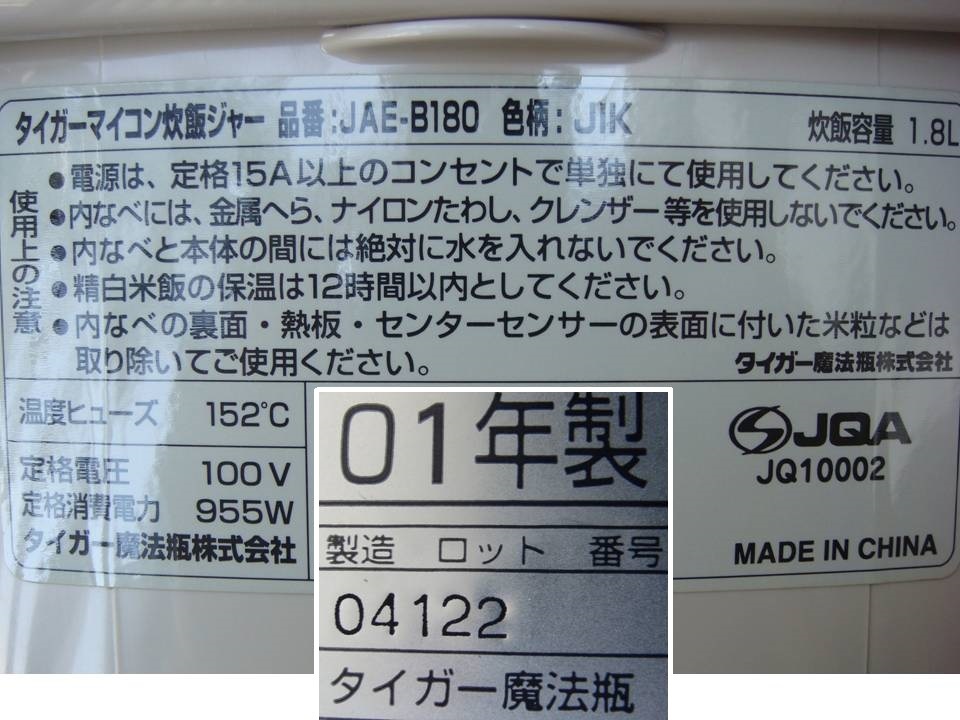 タイガーマイコン炊飯ジャー 品番:JAE-B180 色柄:JIK 炊飯容量 1.8L
使用上の注意
●電源は、定格15A以上のコンセントで単独にて使用してください。
●内なべには、金属へら、ナイロンたわし、クレンザー等を使用しないでください。
●内なべと本体の間には絶対に水を入れないでください。
●精白米飯の保温は12時間以内としてください。
●内なべの裏面・熱板・センターセンサーの表面に付いた米粒などは
取り除いてご使用ください。
タイガー魔法瓶株式会社
温度ヒューズ 152℃
定格電圧 100V
定格消費電力 955W
タイガー魔法瓶株式会社
JQA
JQ10002
MADE IN CHINA
01年製
製造 ロット 番号
04122
タイガー魔法瓶